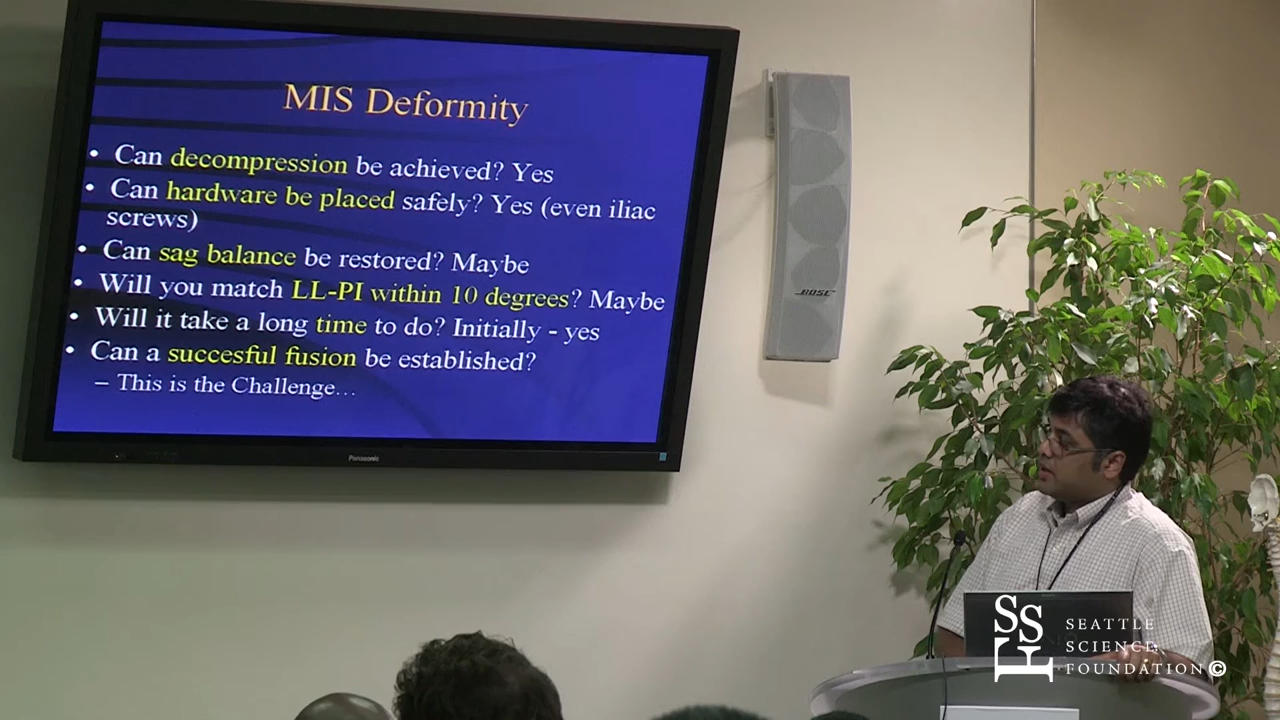 MIS Deformity
• Can decompression be achieved? Yes
• Can hardware be placed safely? Yes (even iliac
screws)
• Can sag balance be restored? Maybe
• Will you match LL-PI within 10 degrees? Maybe
• Will it take a long time to do? Initially - yes
• Can a succesful fusion be established?
– This is the Challenge…
Panasonic
BOSE
SSF
SEATTLE
SCIENCE
FOUNDATION©